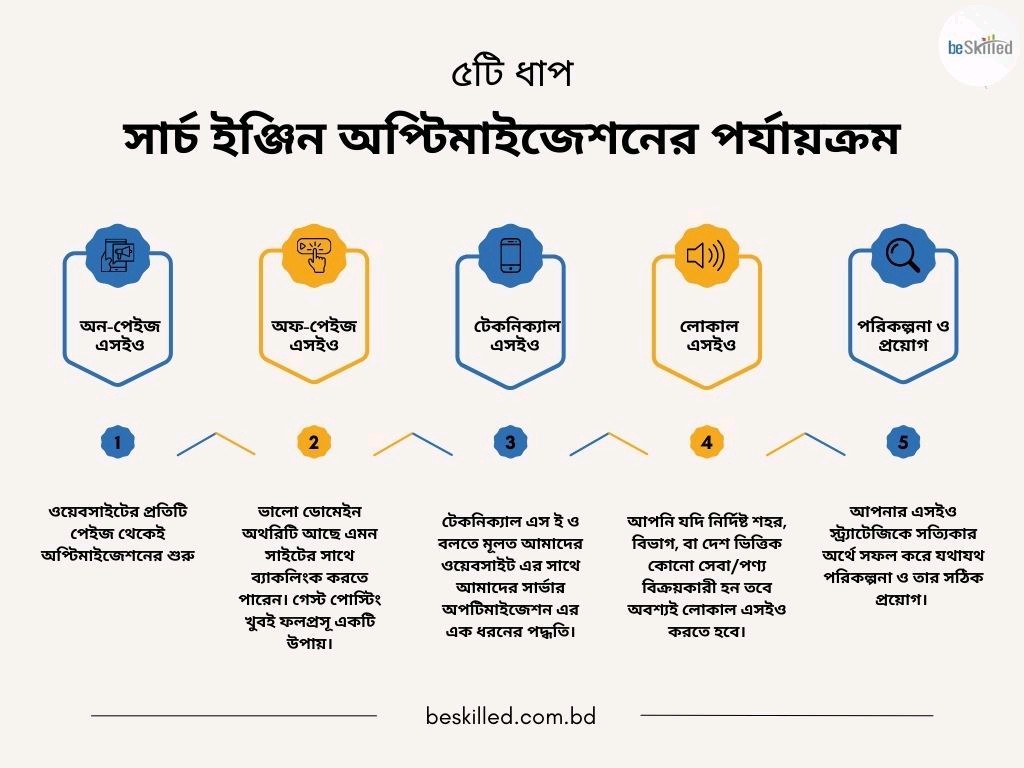 beSkilled
৫টি ধাপ
সার্চ ইঞ্জিন অপ্টিমাইজেশনের পর্যায়ক্রম
অন-পেইজ
এসইও
অফ-পেইজ
এসইও
টেকনিক্যাল
এসইও
লোকাল
এসইও
পরিকল্পনা ও
প্রয়োগ
1
2
3
4
5
ওয়েবসাইটের প্রতিটি
পেইজ থেকেই
অপ্টিমাইজেশনের শুরু
ভালো ডোমেইন
অথরিটি আছে এমন
সাইটের সাথে
ব্যাকলিংক করতে
পারেন। গেস্ট পোস্টিং
খুবই ফলপ্রসূ একটি
উপায়।
টেকনিক্যাল এস ই ও
বলতে মূলত আমাদের
ওয়েবসাইট এর সাথে
আমাদের সার্ভার
অপটিমাইজেশন এর
এক ধরনের পদ্ধতি।
আপনি যদি নির্দিষ্ট শহর,
বিভাগ, বা দেশ ভিত্তিক
কোনো সেবা/পণ্য
বিক্রয়কারী হন তবে
অবশ্যই লোকাল এসইও
করতে হবে।
আপনার এসইও
স্ট্র্যাটেজিকে সত্যিকার
অর্থে সফল করে যথাযথ
পরিকল্পনা ও তার সঠিক
প্রয়োগ।
beskilled.com.bd